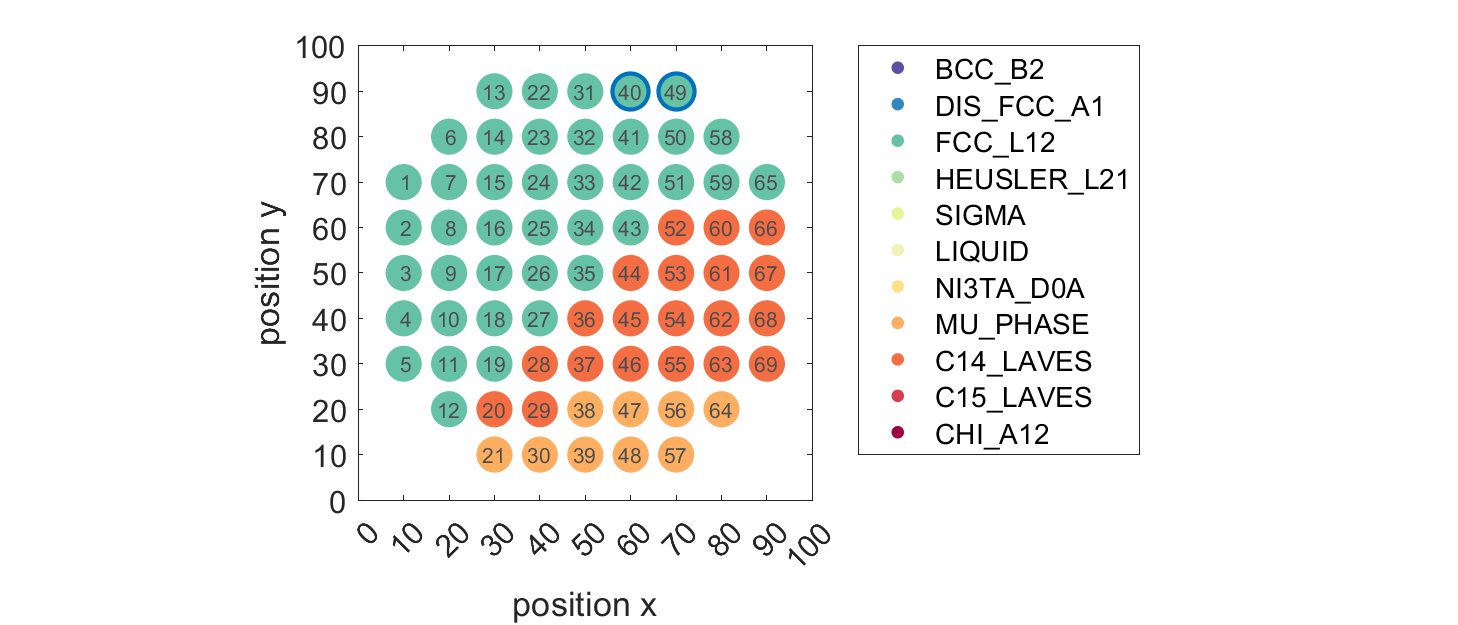 100
90
80
70
60
50
40
30
20
10
0
position y
13 22 31 40 49
6 14 23 32 41 50 58
1 7 15 24 33 42 51 59 65
2 8 16 25 34 43 52 60 66
3 9 17 26 35 44 53 61 67
4 10 18 27 36 45 54 62 68
5 11 19 28 37 46 55 63 69
12 20 29 38 47 56 64
21 30 39 48 57
0 10 20 30 40 50 60 70 80 90 100
position x
BCC_B2
DIS_FCC_A1
FCC_L12
HEUSLER_L21
SIGMA
LIQUID
NI3TA_D0A
MU_PHASE
C14_LAVES
C15_LAVES
CHI_A12